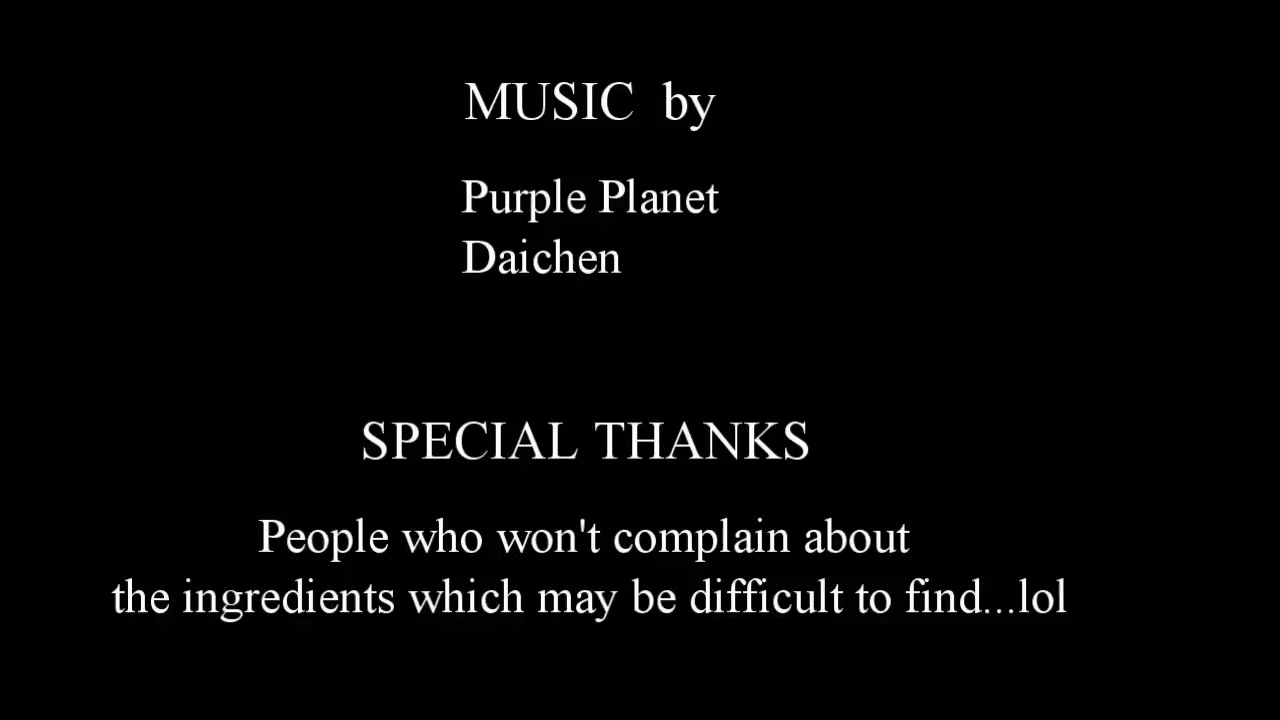 MUSIC by
Purple Planet
Daichen
SPECIAL THANKS
People who won't complain about
the ingredients which may be difficult to find...lol